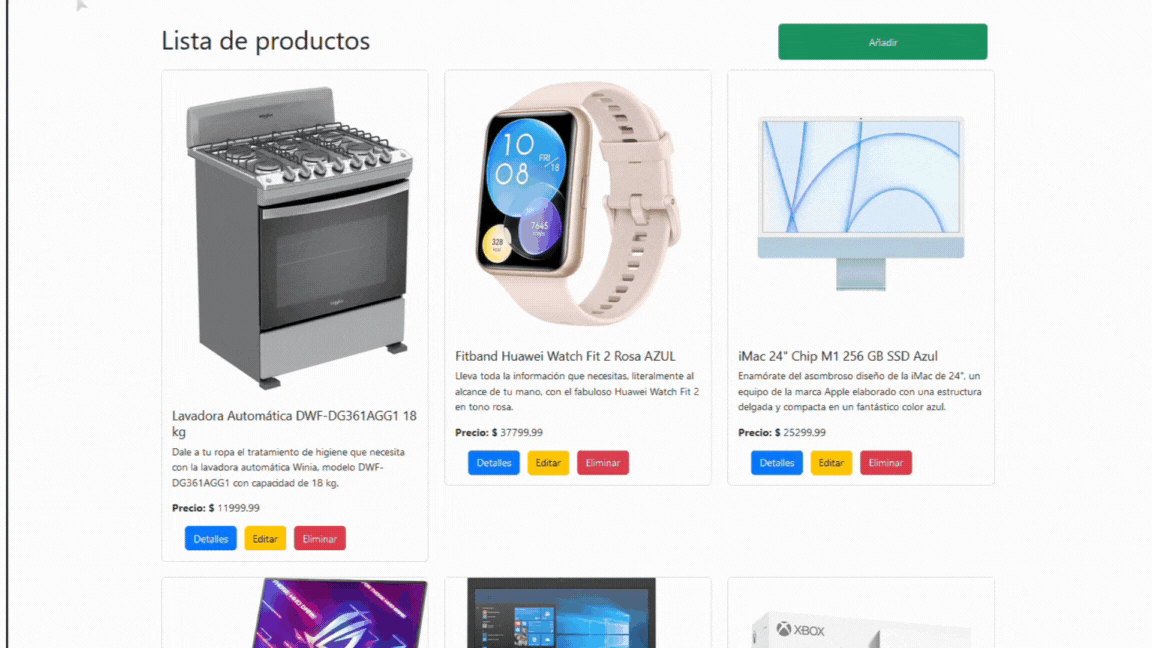 Lista de productos
Añadir
10
08
FRI
18
7645
328
Lavadora Automática DWF-DG361AGG1 18
kg
Dale a tu ropa el tratamiento de higiene que necesita
con la lavadora automática Winia, modelo DWF-
DG361AGG1 con capacidad de 18 kg.
Precio: $ 11999.99
Detalles Editar Eliminar
Fitband Huawei Watch Fit 2 Rosa AZUL
Lleva toda la información que necesitas, literalmente al
alcance de tu mano, con el fabuloso Huawei Watch Fit 2
en tono rosa.
Precio: $ 37799.99
Detalles Editar Eliminar
iMac 24" Chip M1 256 GB SSD Azul
Enamórate del asombroso diseño de la iMac de 24", un
equipo de la marca Apple elaborado con una estructura
delgada y compacta en un fantástico color azul.
Precio: $ 25299.99
Detalles Editar Eliminar
XBOX